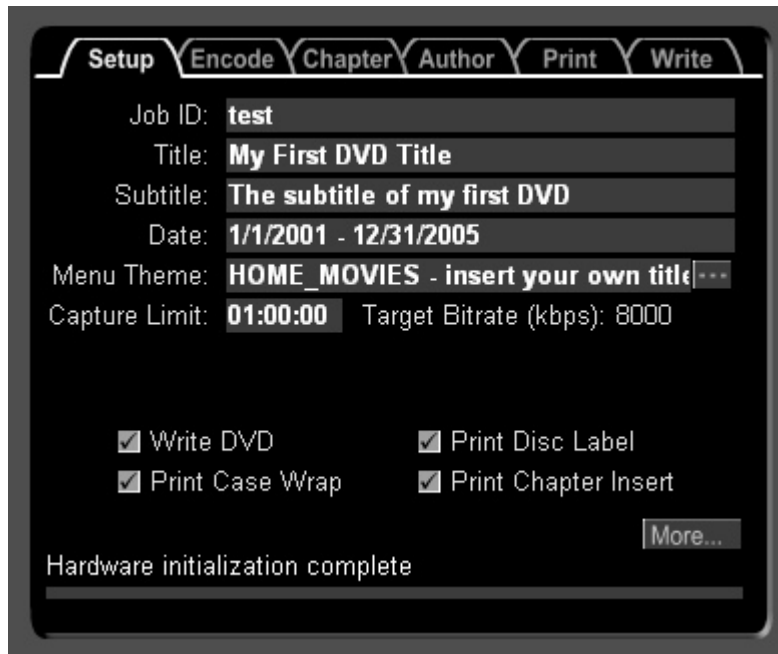 Setup Encode Chapter Author Print Write
Job ID: test
Title: My First DVD Title
Subtitle: The subtitle of my first DVD
Date: 1/1/2001 - 12/31/2005
Menu Theme: HOME_MOVIES - insert your own title ...
Capture Limit: 01:00:00 Target Bitrate (kbps): 8000
Write DVD Print Disc Label
Print Case Wrap Print Chapter Insert
More...
Hardware initialization complete